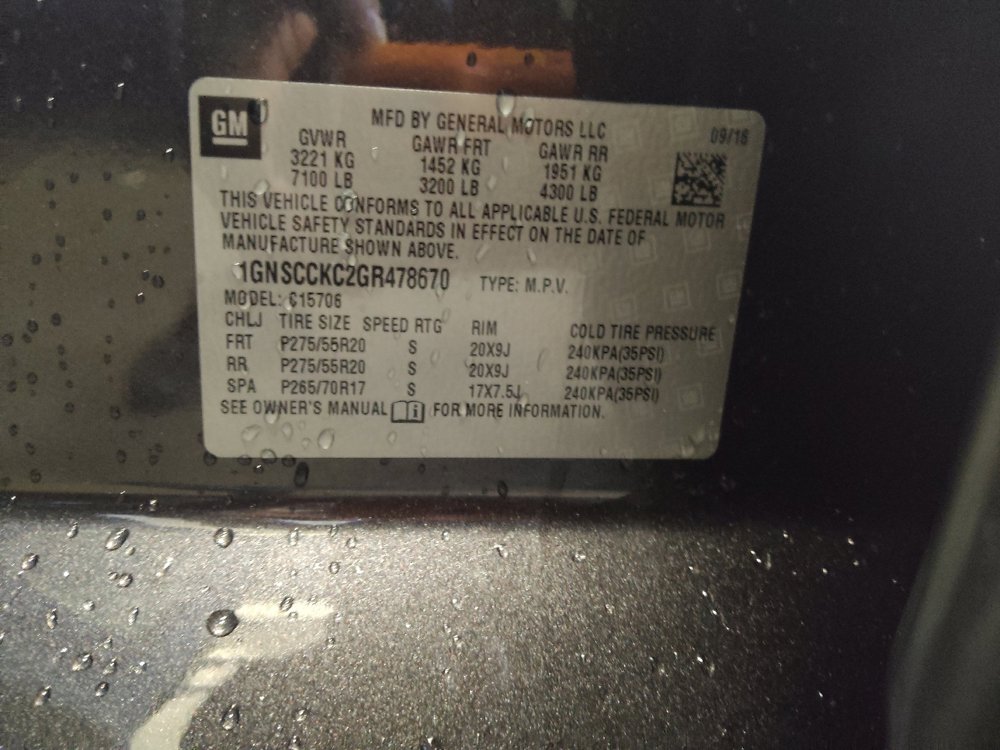 GM
MFD BY GENERAL MOTORS LLC
09/16
GVWR GAWR FRT GAWR RR
3221 KG 1452 KG 1951 KG
7100 LB 3200 LB 4300 LB
THIS VEHICLE CONFORMS TO ALL APPLICABLE U.S. FEDERAL MOTOR
VEHICLE SAFETY STANDARDS IN EFFECT ON THE DATE OF
MANUFACTURE SHOWN ABOVE.
1GNSCCKC2GR478670 TYPE: M.P.V.
MODEL: C15706
CHLJ TIRE SIZE SPEED RTG RIM COLD TIRE PRESSURE
FRT P275/55R20 S 20X9J 240KPA(35PSI)
RR P275/55R20 S 20X9J 240KPA(35PSI)
SPA P265/70R17 S 17X7.5J 240KPA(35PSI)
SEE OWNER'S MANUAL FOR MORE INFORMATION.